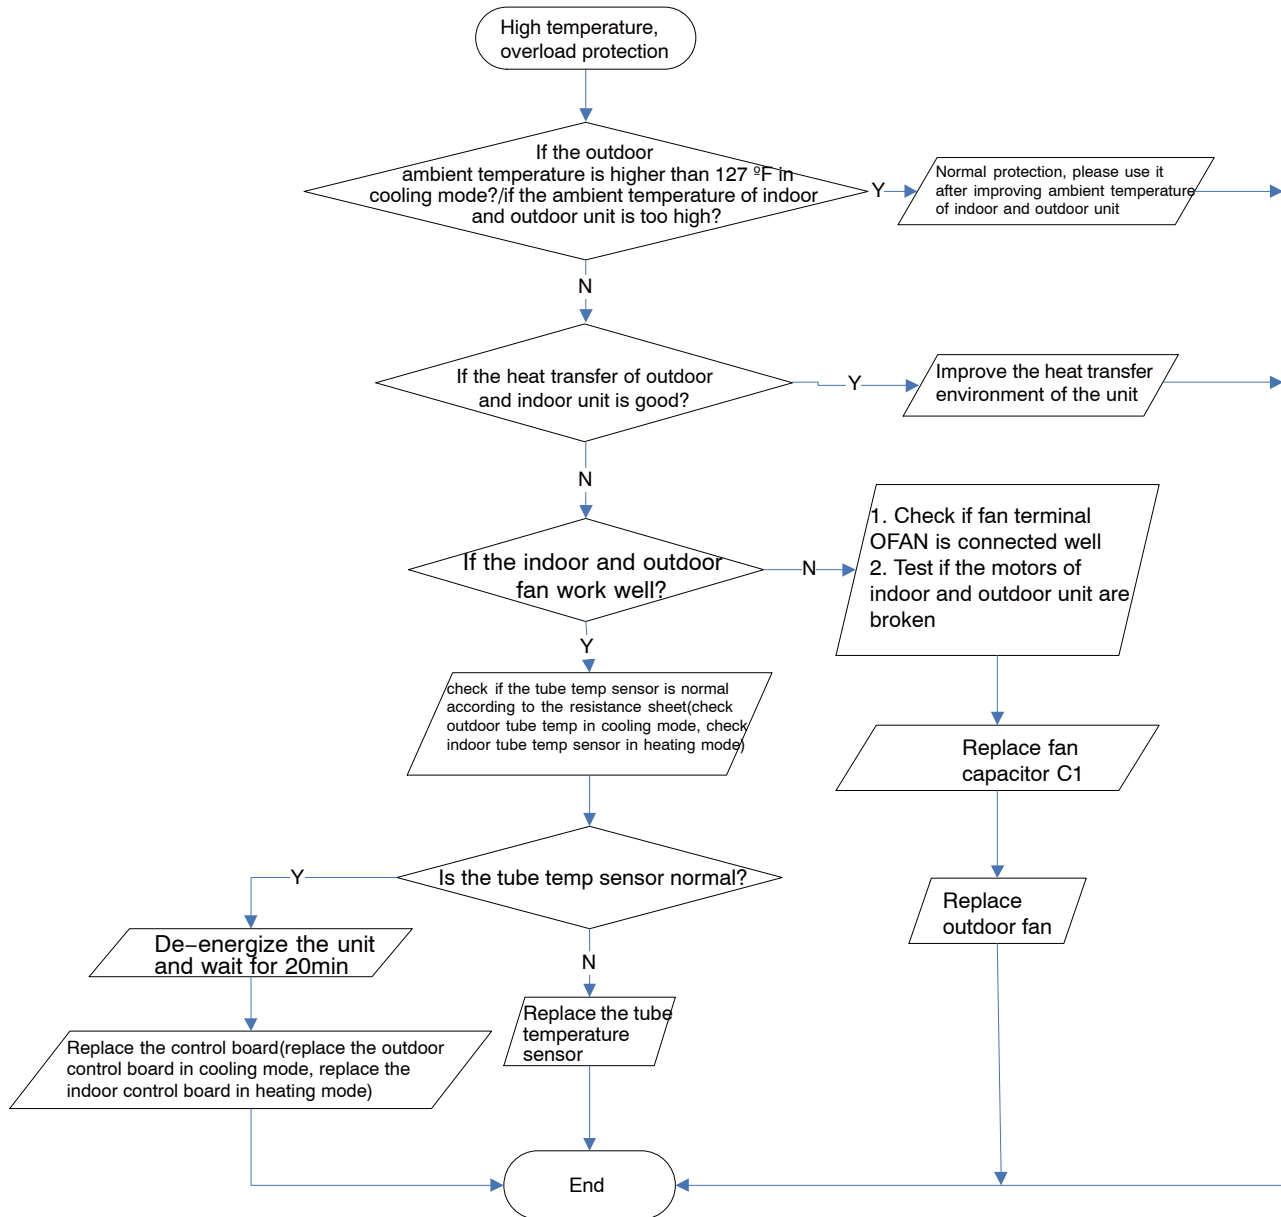 High temperature,
overload protection
If the outdoor
ambient temperature is higher than 127 ºF in
cooling mode?/if the ambient temperature of indoor
and outdoor unit is too high?
Y
Normal protection, please use it
after improving ambient temperature
of indoor and outdoor unit
N
If the heat transfer of outdoor
and indoor unit is good?
Y
Improve the heat transfer
environment of the unit
N
If the indoor and outdoor
fan work well?
N
1. Check if fan terminal
OFAN is connected well
2. Test if the motors of
indoor and outdoor unit are
broken
Y
check if the tube temp sensor is normal
according to the resistance sheet(check
outdoor tube temp in cooling mode, check
indoor tube temp sensor in heating mode)
Replace fan
capacitor C1
Is the tube temp sensor normal?
Y
Replace
outdoor fan
De-energize the unit
and wait for 20min
N
Replace the tube
temperature
sensor
Replace the control board(replace the outdoor
control board in cooling mode, replace the
indoor control board in heating mode)
End